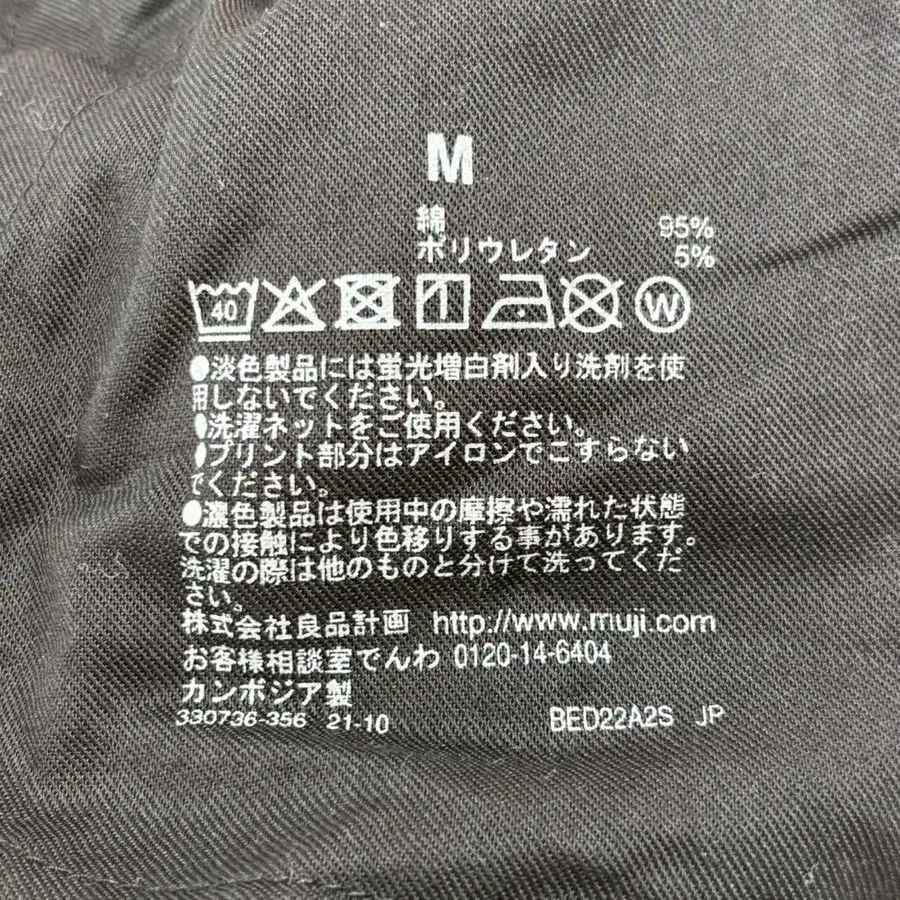 M
綿 95%
ポリウレタン 5%
40
W
●淡色製品には蛍光増白剤入り洗剤を使
用しないでください。
●洗濯ネットをご使用ください。
●プリント部分はアイロンでこすらない
でください。
●濃色製品は使用中の摩擦や濡れた状態
での接触により色移りする事があります。
洗濯の際は他のものと分けて洗ってくだ
さい。
株式会社良品計画 http://www.muji.com
お客様相談室でんわ 0120-14-6404
カンボジア製
330736-356 21-10 BED22A2S JP